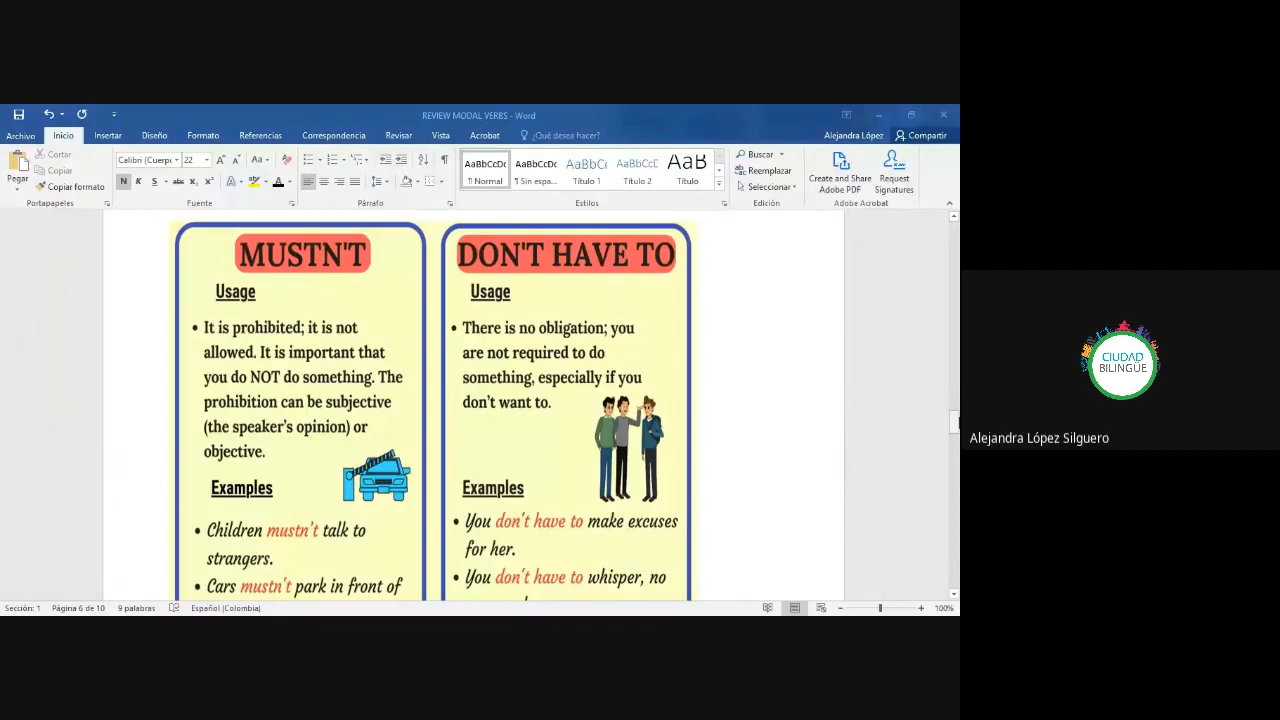 REVIEW MODAL VERBS - Word
Archivo Inicio Insertar Diseño Formato Referencias Correspondencia Revisar Vista Acrobat ¿Qué desea hacer? Alejandra López Compartir
Pegar
Cortar
Copiar
Copiar formato
Portapapeles
Calibri (Cuerp 22
Fuente
Párrafo
AaBbCcDc AaBbCcDc AaBbCc AaBbCcD AaB
¶ Normal ¶ Sin espa... Título 1 Título 2 Título
Estilos
Buscar
Reemplazar
Seleccionar
Edición
Create and Share
Adobe PDF
Request
Signatures
Adobe Acrobat
MUSTN'T
Usage
• It is prohibited; it is not
allowed. It is important that
you do NOT do something. The
prohibition can be subjective
(the speaker's opinion) or
objective.
Examples
• Children mustn't talk to
strangers.
• Cars mustn't park in front of
DON'T HAVE TO
Usage
• There is no obligation; you
are not required to do
something, especially if you
don't want to.
Examples
• You don't have to make excuses
for her.
• You don't have to whisper, no
Sección: 1 Página 6 de 10 9 palabras Español (Colombia) 100%
CIUDAD
BILINGÜE
Alejandra López Silguero